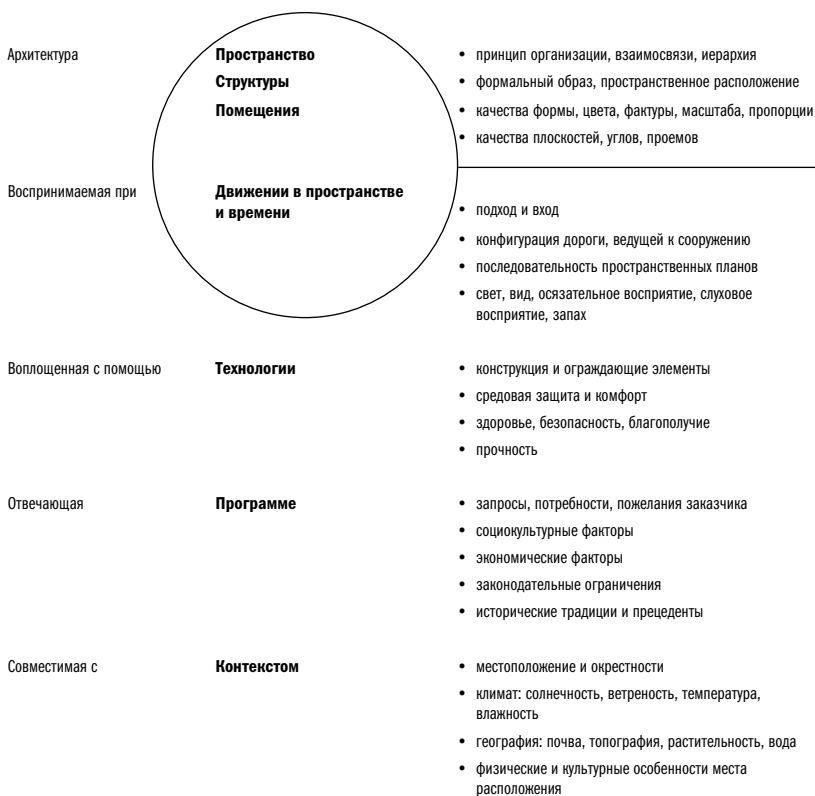 Архитектура Пространство • принцип организации, взаимосвязи, иерархия
Структуры • формальный образ, пространственное расположение
Помещения • качества формы, цвета, фактуры, масштаба, пропорции
• качества плоскостей, углов, проемов
Воспринимаемая при Движении в пространстве
и времени
• подход и вход
• конфигурация дороги, ведущей к сооружению
• последовательность пространственных планов
• свет, вид, осязательное восприятие, слуховое
восприятие, запах
Воплощенная с помощью Технологии • конструкция и ограждающие элементы
• средовая защита и комфорт
• здоровье, безопасность, благополучие
• прочность
Отвечающая Программе • запросы, потребности, пожелания заказчика
• социокультурные факторы
• экономические факторы
• законодательные ограничения
• исторические традиции и прецеденты
Совместимая с Контекстом • местоположение и окрестности
• климат: солнечность, ветреность, температура,
влажность
• география: почва, топография, растительность, вода
• физические и культурные особенности места
расположения